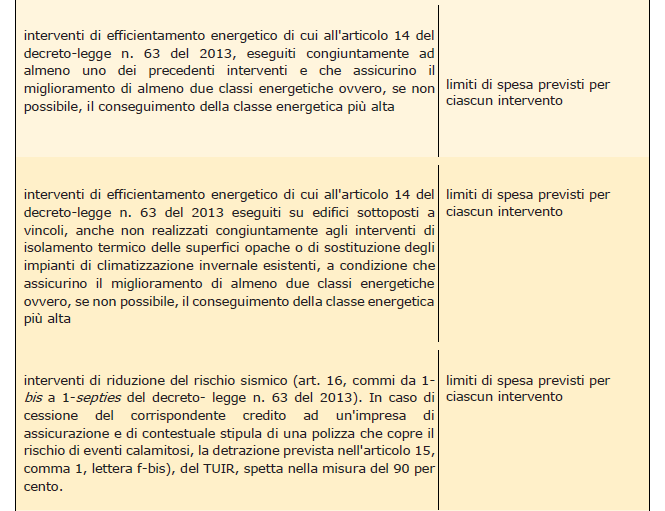 interventi di efficientamento energetico di cui all'articolo 14 del
decreto-legge n. 63 del 2013, eseguiti congiuntamente ad
almeno uno dei precedenti interventi e che assicurino il
miglioramento di almeno due classi energetiche ovvero, se non
possibile, il conseguimento della classe energetica più alta
limiti di spesa previsti per
ciascun intervento
interventi di efficientamento energetico di cui all'articolo 14 del
decreto-legge n. 63 del 2013 eseguiti su edifici sottoposti a
vincoli, anche non realizzati congiuntamente agli interventi di
isolamento termico delle superfici opache o di sostituzione degli
impianti di climatizzazione invernale esistenti, a condizione che
assicurino il miglioramento di almeno due classi energetiche
ovvero, se non possibile, il conseguimento della classe energetica
più alta
limiti di spesa previsti per
ciascun intervento
interventi di riduzione del rischio sismico (art. 16, commi da 1-
bis a 1-septies del decreto- legge n. 63 del 2013). In caso di
cessione del corrispondente credito ad un'impresa di
assicurazione e di contestuale stipula di una polizza che copre il
rischio di eventi calamitosi, la detrazione prevista nell'articolo 15,
comma 1, lettera f-bis), del TUIR, spetta nella misura del 90 per
cento.
limiti di spesa previsti per
ciascun intervento